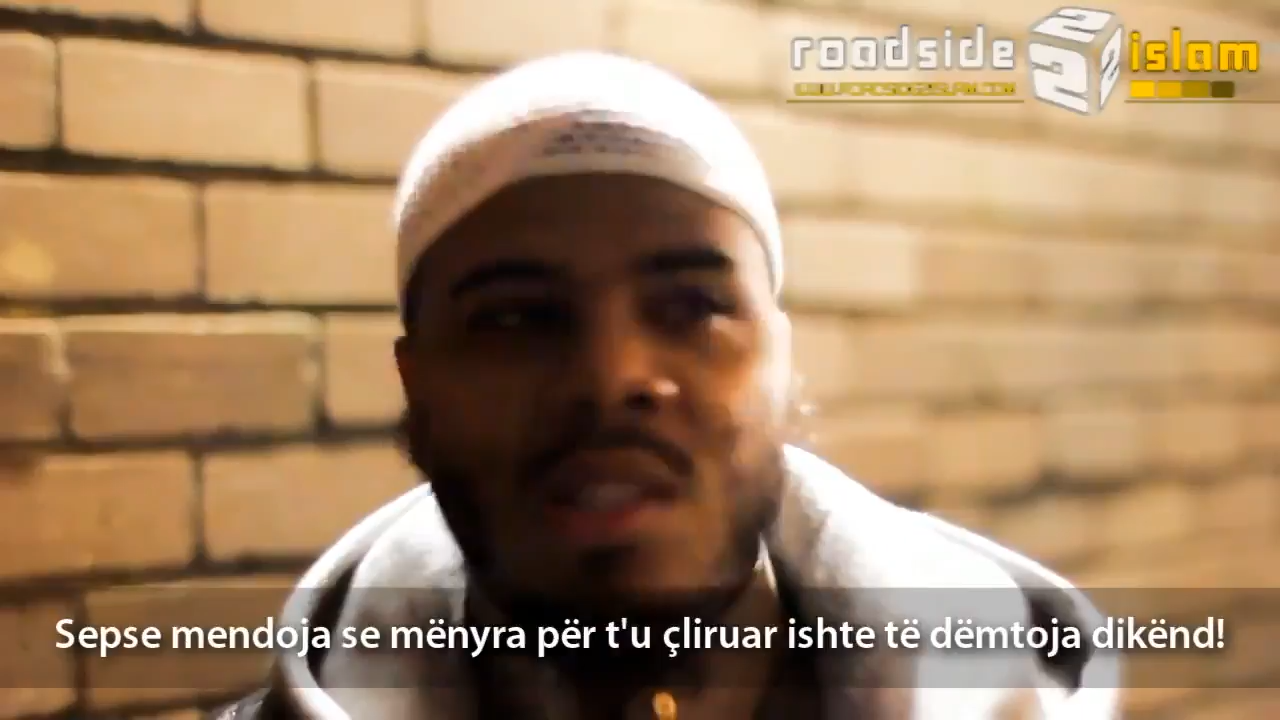 roadside 2 islam
Sepse mendoja se mënyra për t'u çliruar ishte të dëmtoja dikënd!